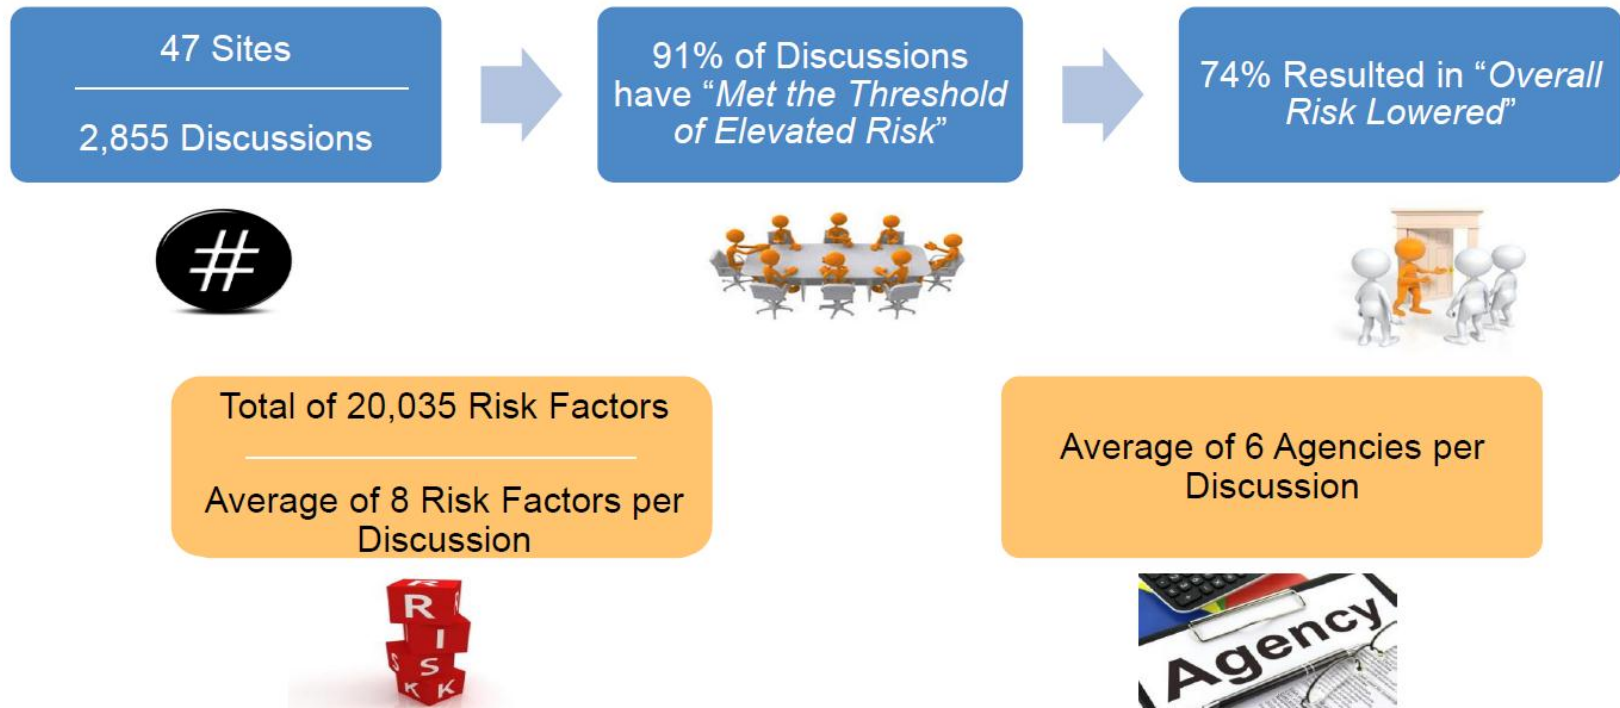 47 Sites
2,855 Discussions
91% of Discussions
have “Met the Threshold
of Elevated Risk”
74% Resulted in “Overall
Risk Lowered”
#
Total of 20,035 Risk Factors
Average of 8 Risk Factors per
Discussion
Average of 6 Agencies per
Discussion
R
I
S S
K K
Agency